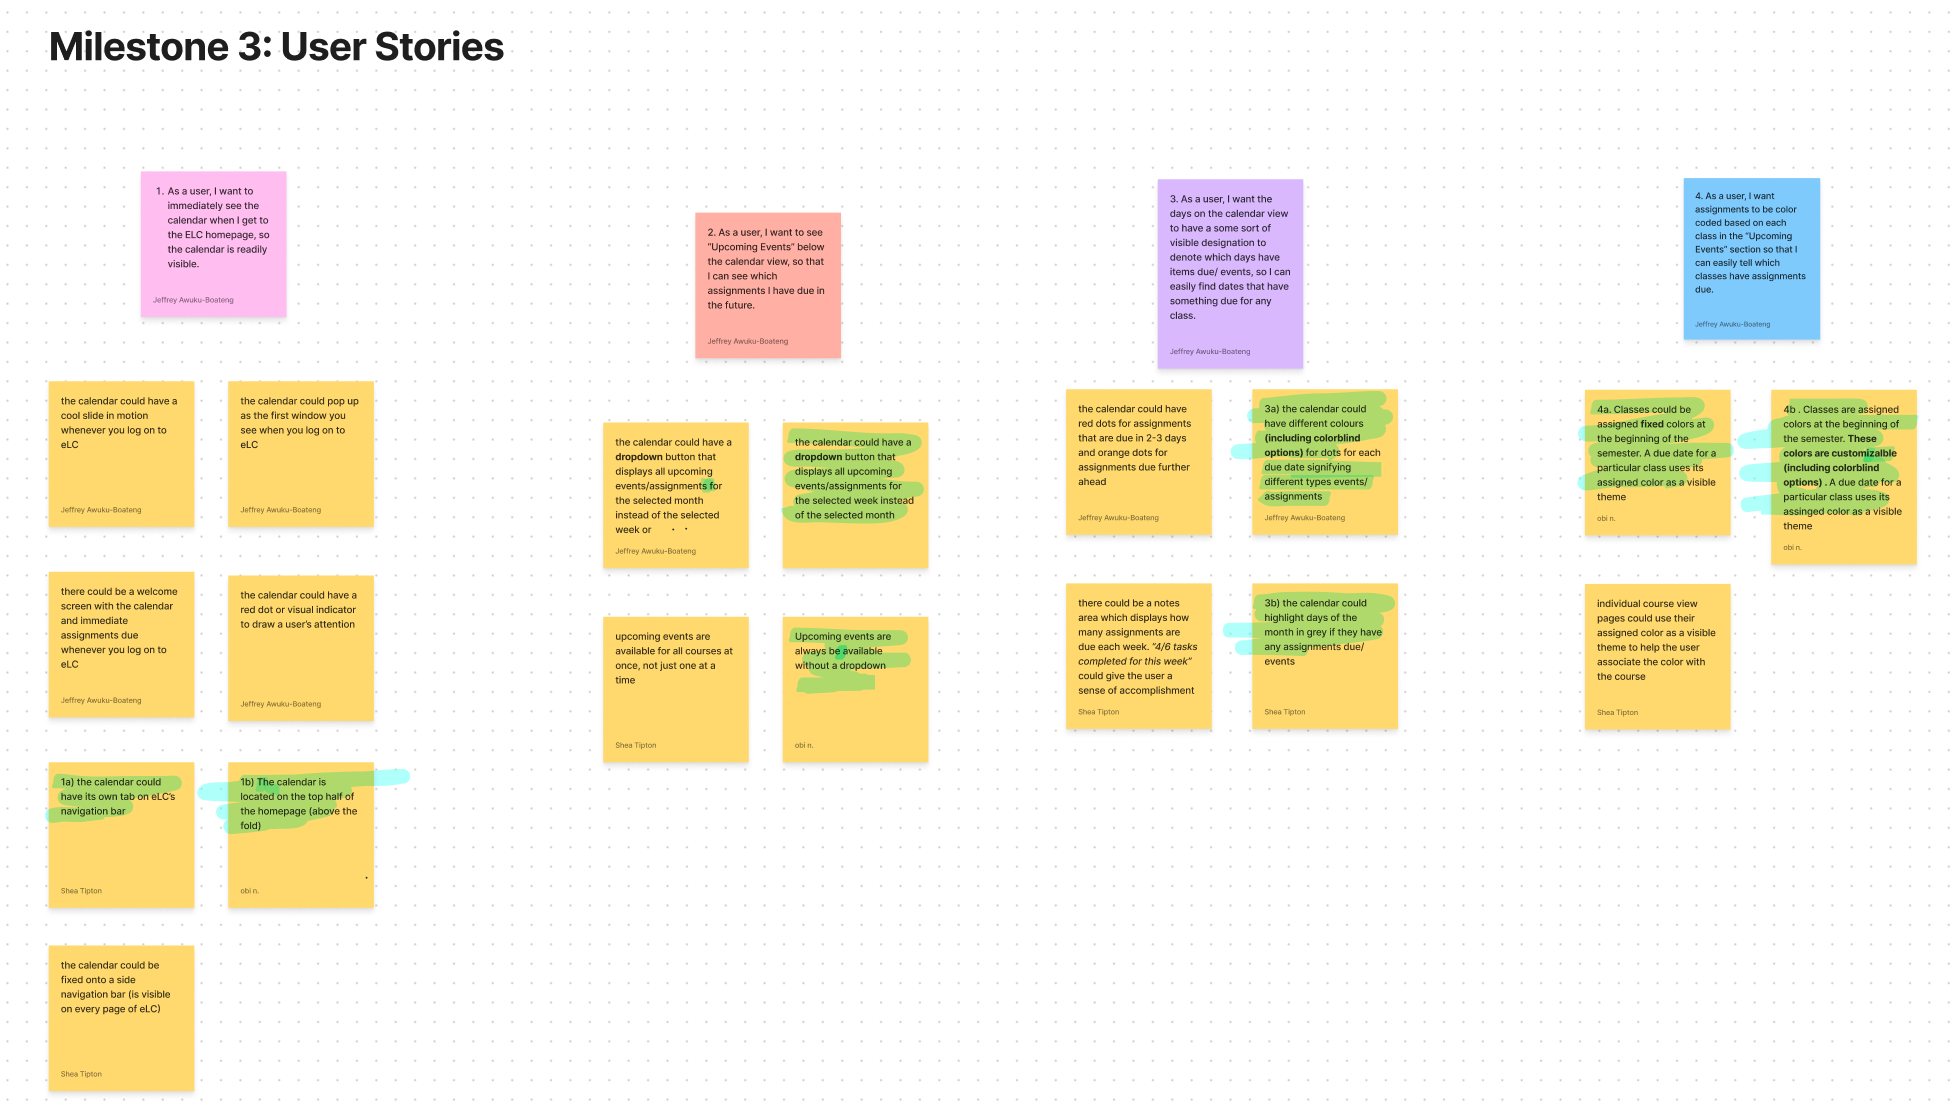 Milestone 3: User Stories
1. As a user, I want to
immediately see the
calendar when I get to
the ELC homepage, so
the calendar is readily
visible.
Jeffrey Awuku-Boateng
the calendar could have a
cool slide in motion
whenever you log on to
eLC
Jeffrey Awuku-Boateng
the calendar could pop up
as the first window you
see when you log on to
eLC
Jeffrey Awuku-Boateng
there could be a welcome
screen with the calendar
and immediate
assignments due
whenever you log on to
eLC
Jeffrey Awuku-Boateng
the calendar could have a
red dot or visual indicator
to draw a user's attention
Jeffrey Awuku-Boateng
1a) the calendar could
have its own tab on eLC's
navigation bar
Shea Tipton
1b) The calendar is
located on the top half of
the homepage (above the
fold)
obi n.
the calendar could be
fixed onto a side
navigation bar (is visible
on every page of eLC)
Shea Tipton
2. As a user, I want to see
"Upcoming Events" below
the calendar view, so that
I can see which
assignments I have due in
the future.
Jeffrey Awuku-Boateng
the calendar could have a
dropdown button that
displays all upcoming
events/assignments for
the selected month
instead of the selected
week or
Jeffrey Awuku-Boateng
the calendar could have a
dropdown button that
displays all upcoming
events/assignments for
the selected week instead
of the selected month
upcoming events are
available for all courses at
once, not just one at a
time
Shea Tipton
Upcoming events are
always be available
without a dropdown
obi n.
3. As a user, I want the
days on the calendar view
to have a some sort of
visible designation to
denote which days have
items due/ events, so I can
easily find dates that have
something due for any
class.
Jeffrey Awuku-Boateng
the calendar could have
red dots for assignments
that are due in 2-3 days
and orange dots for
assignments due further
ahead
Jeffrey Awuku-Boateng
3a) the calendar could
have different colours
(including colorblind
options) for dots for each
due date signifying
different types events/
assignments
Jeffrey Awuku-Boateng
there could be a notes
area which displays how
many assignments are
due each week. "4/6 tasks
completed for this week"
could give the user a
sense of accomplishment
Shea Tipton
3b) the calendar could
highlight days of the
month in grey if they have
any assignments due/
events
Shea Tipton
4. As a user, I want
assignments to be color
coded based on each
class in the "Upcoming
Events" section so that I
can easily tell which
classes have assignments
due.
Jeffrey Awuku-Boateng
4a. Classes could be
assigned fixed colors at
the beginning of the
semester. A due date for a
particular class uses its
assigned color as a visible
theme
obi n.
4b . Classes are assigned
colors at the beginning of
the semester. These
colors are customizalble
(including colorblind
options) . A due date for a
particular class uses its
assinged color as a visible
theme
obi n.
individual course view
pages could use their
assigned color as a visible
theme to help the user
associate the color with
the course
Shea Tipton